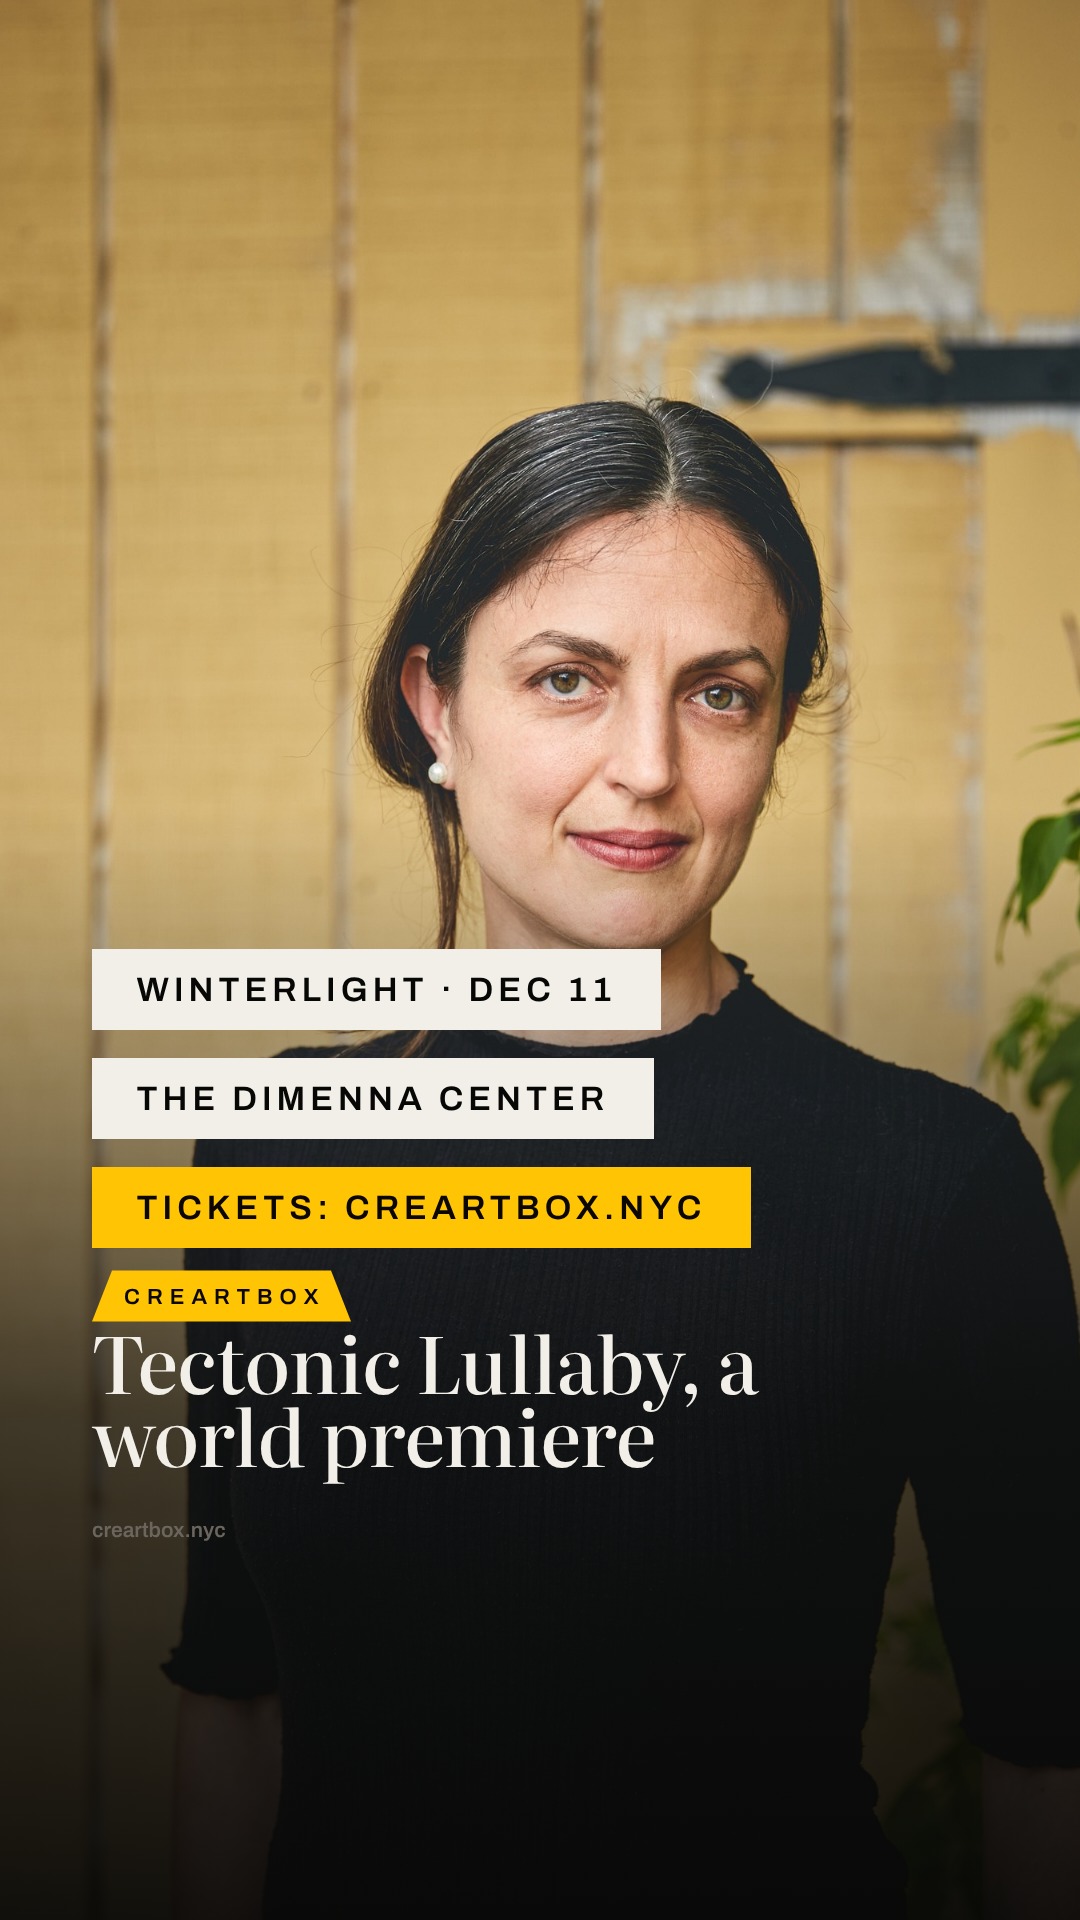 WINTERLIGHT · DEC 11
THE DIMENNA CENTER
TICKETS: CREARTBOX.NYC
CREARTBOX
Tectonic Lullaby, a
world premiere
creartbox.nyc